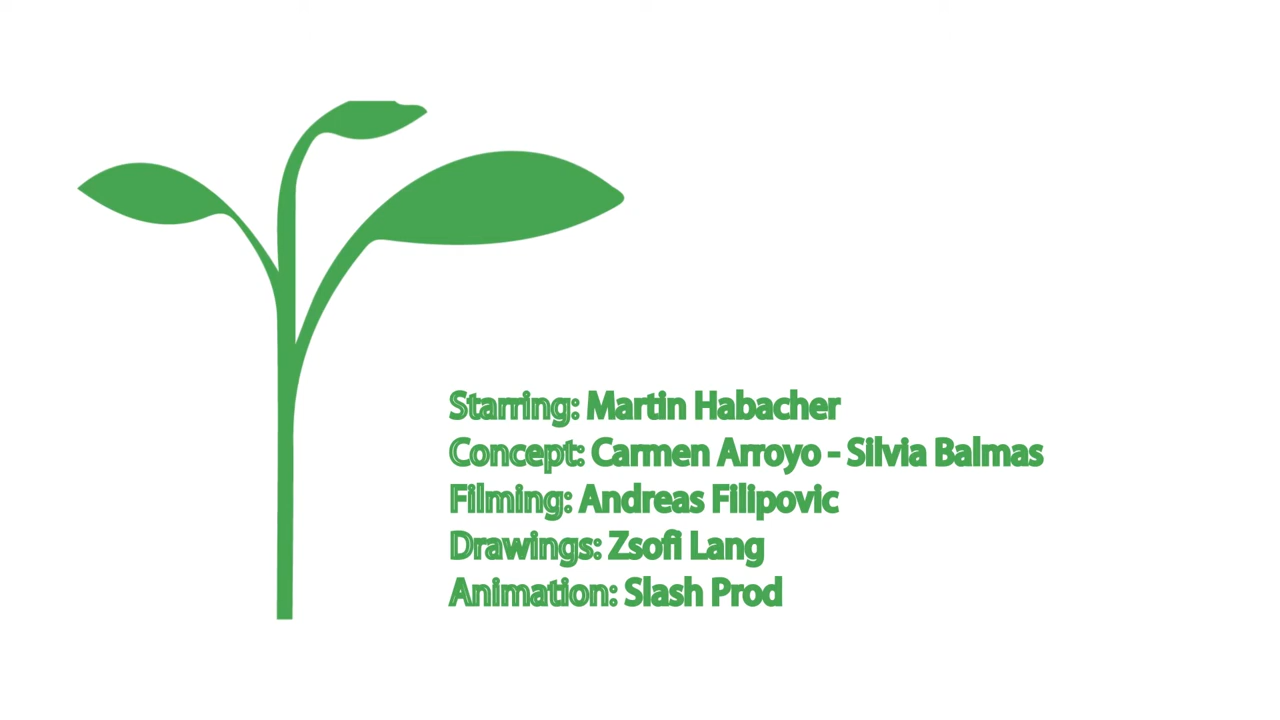 Starring: Martin Habacher
Concept: Carmen Arroyo - Silvia Balmas
Filming: Andreas Filipovic
Drawings: Zsofi Lang
Animation: Slash Prod